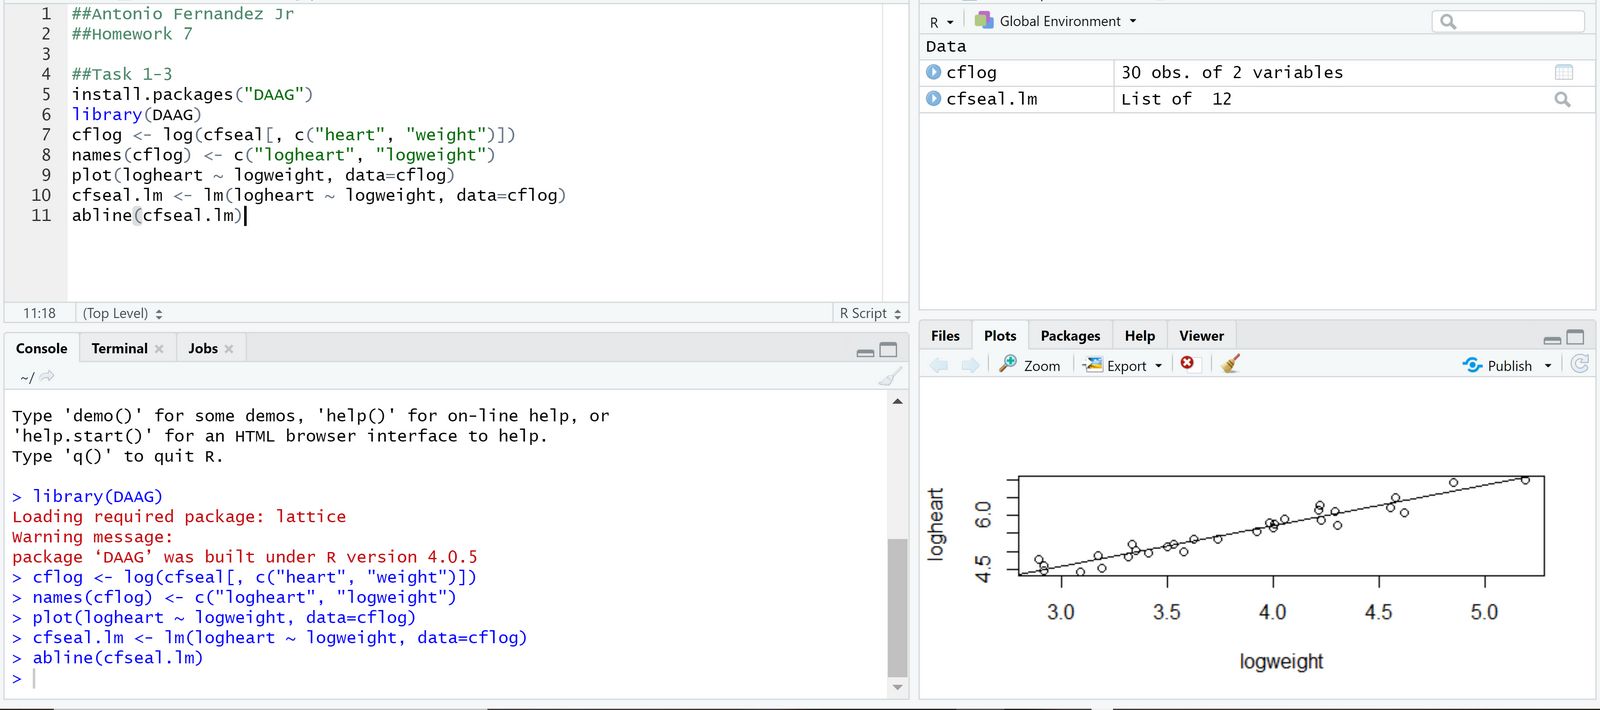 1 ##Antonio Fernandez Jr
2 ##Homework 7
3
4 ##Task 1-3
5 install.packages("DAAG")
6 library(DAAG)
7 cflog <- log(cfseal[, c("heart", "weight")])
8 names(cflog) <- c("logheart", "logweight")
9 plot(logheart ~ logweight, data=cflog)
10 cfseal.lm <- lm(logheart ~ logweight, data=cflog)
11 abline(cfseal.lm)
11:18 (Top Level) R Script
Console Terminal Jobs
~/
Type 'demo()' for some demos, 'help()' for on-line help, or
'help.start()' for an HTML browser interface to help.
Type 'q()' to quit R.
> library(DAAG)
Loading required package: lattice
Warning message:
package ‘DAAG’ was built under R version 4.0.5
> cflog <- log(cfseal[, c("heart", "weight")])
> names(cflog) <- c("logheart", "logweight")
> plot(logheart ~ logweight, data=cflog)
> cfseal.lm <- lm(logheart ~ logweight, data=cflog)
> abline(cfseal.lm)
>
R Global Environment
Data
cflog 30 obs. of 2 variables
cfseal.lm List of 12
Files Plots Packages Help Viewer
Zoom Export Publish
logheart
6.0
4.5
3.0 3.5 4.0 4.5 5.0
logweight